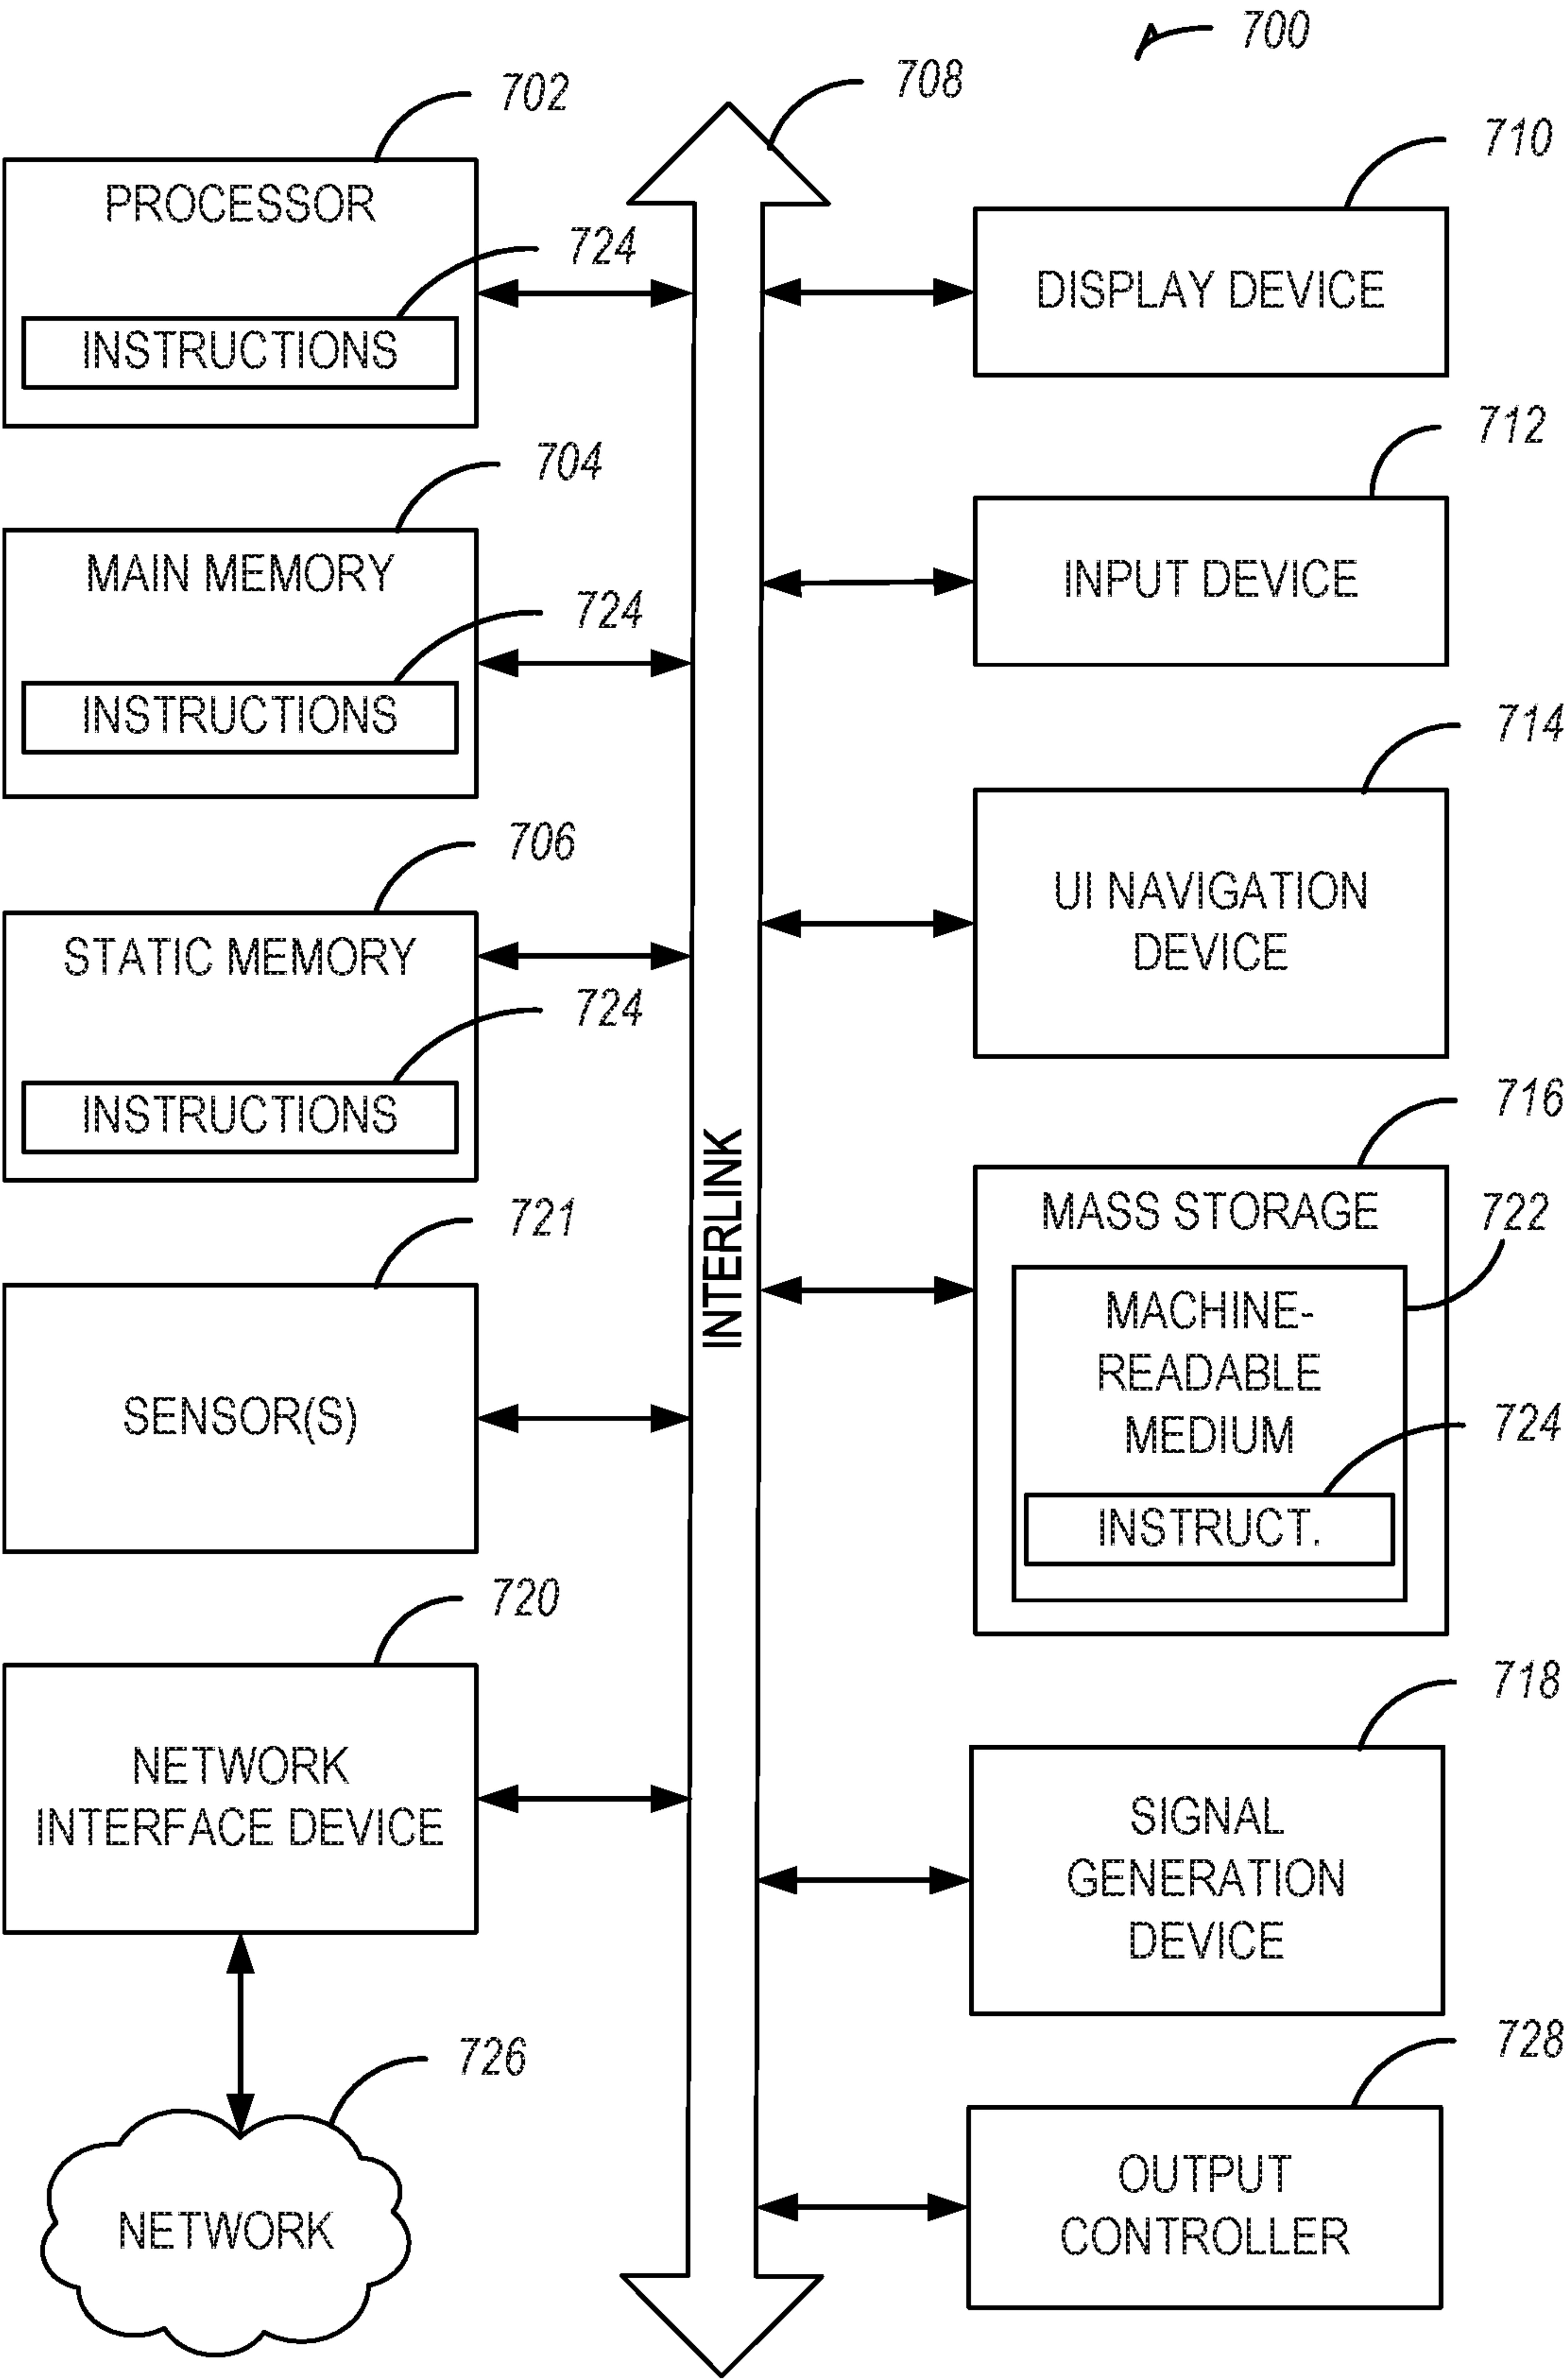 700
708
702
PROCESSOR
724
INSTRUCTIONS
704
MAIN MEMORY
724
INSTRUCTIONS
706
STATIC MEMORY
724
INSTRUCTIONS
721
SENSOR(S)
720
NETWORK
INTERFACE DEVICE
726
NETWORK
INTERLINK
710
DISPLAY DEVICE
712
INPUT DEVICE
714
UI NAVIGATION
DEVICE
716
MASS STORAGE
722
MACHINE-
READABLE
MEDIUM
724
INSTRUCT.
718
SIGNAL
GENERATION
DEVICE
728
OUTPUT
CONTROLLER